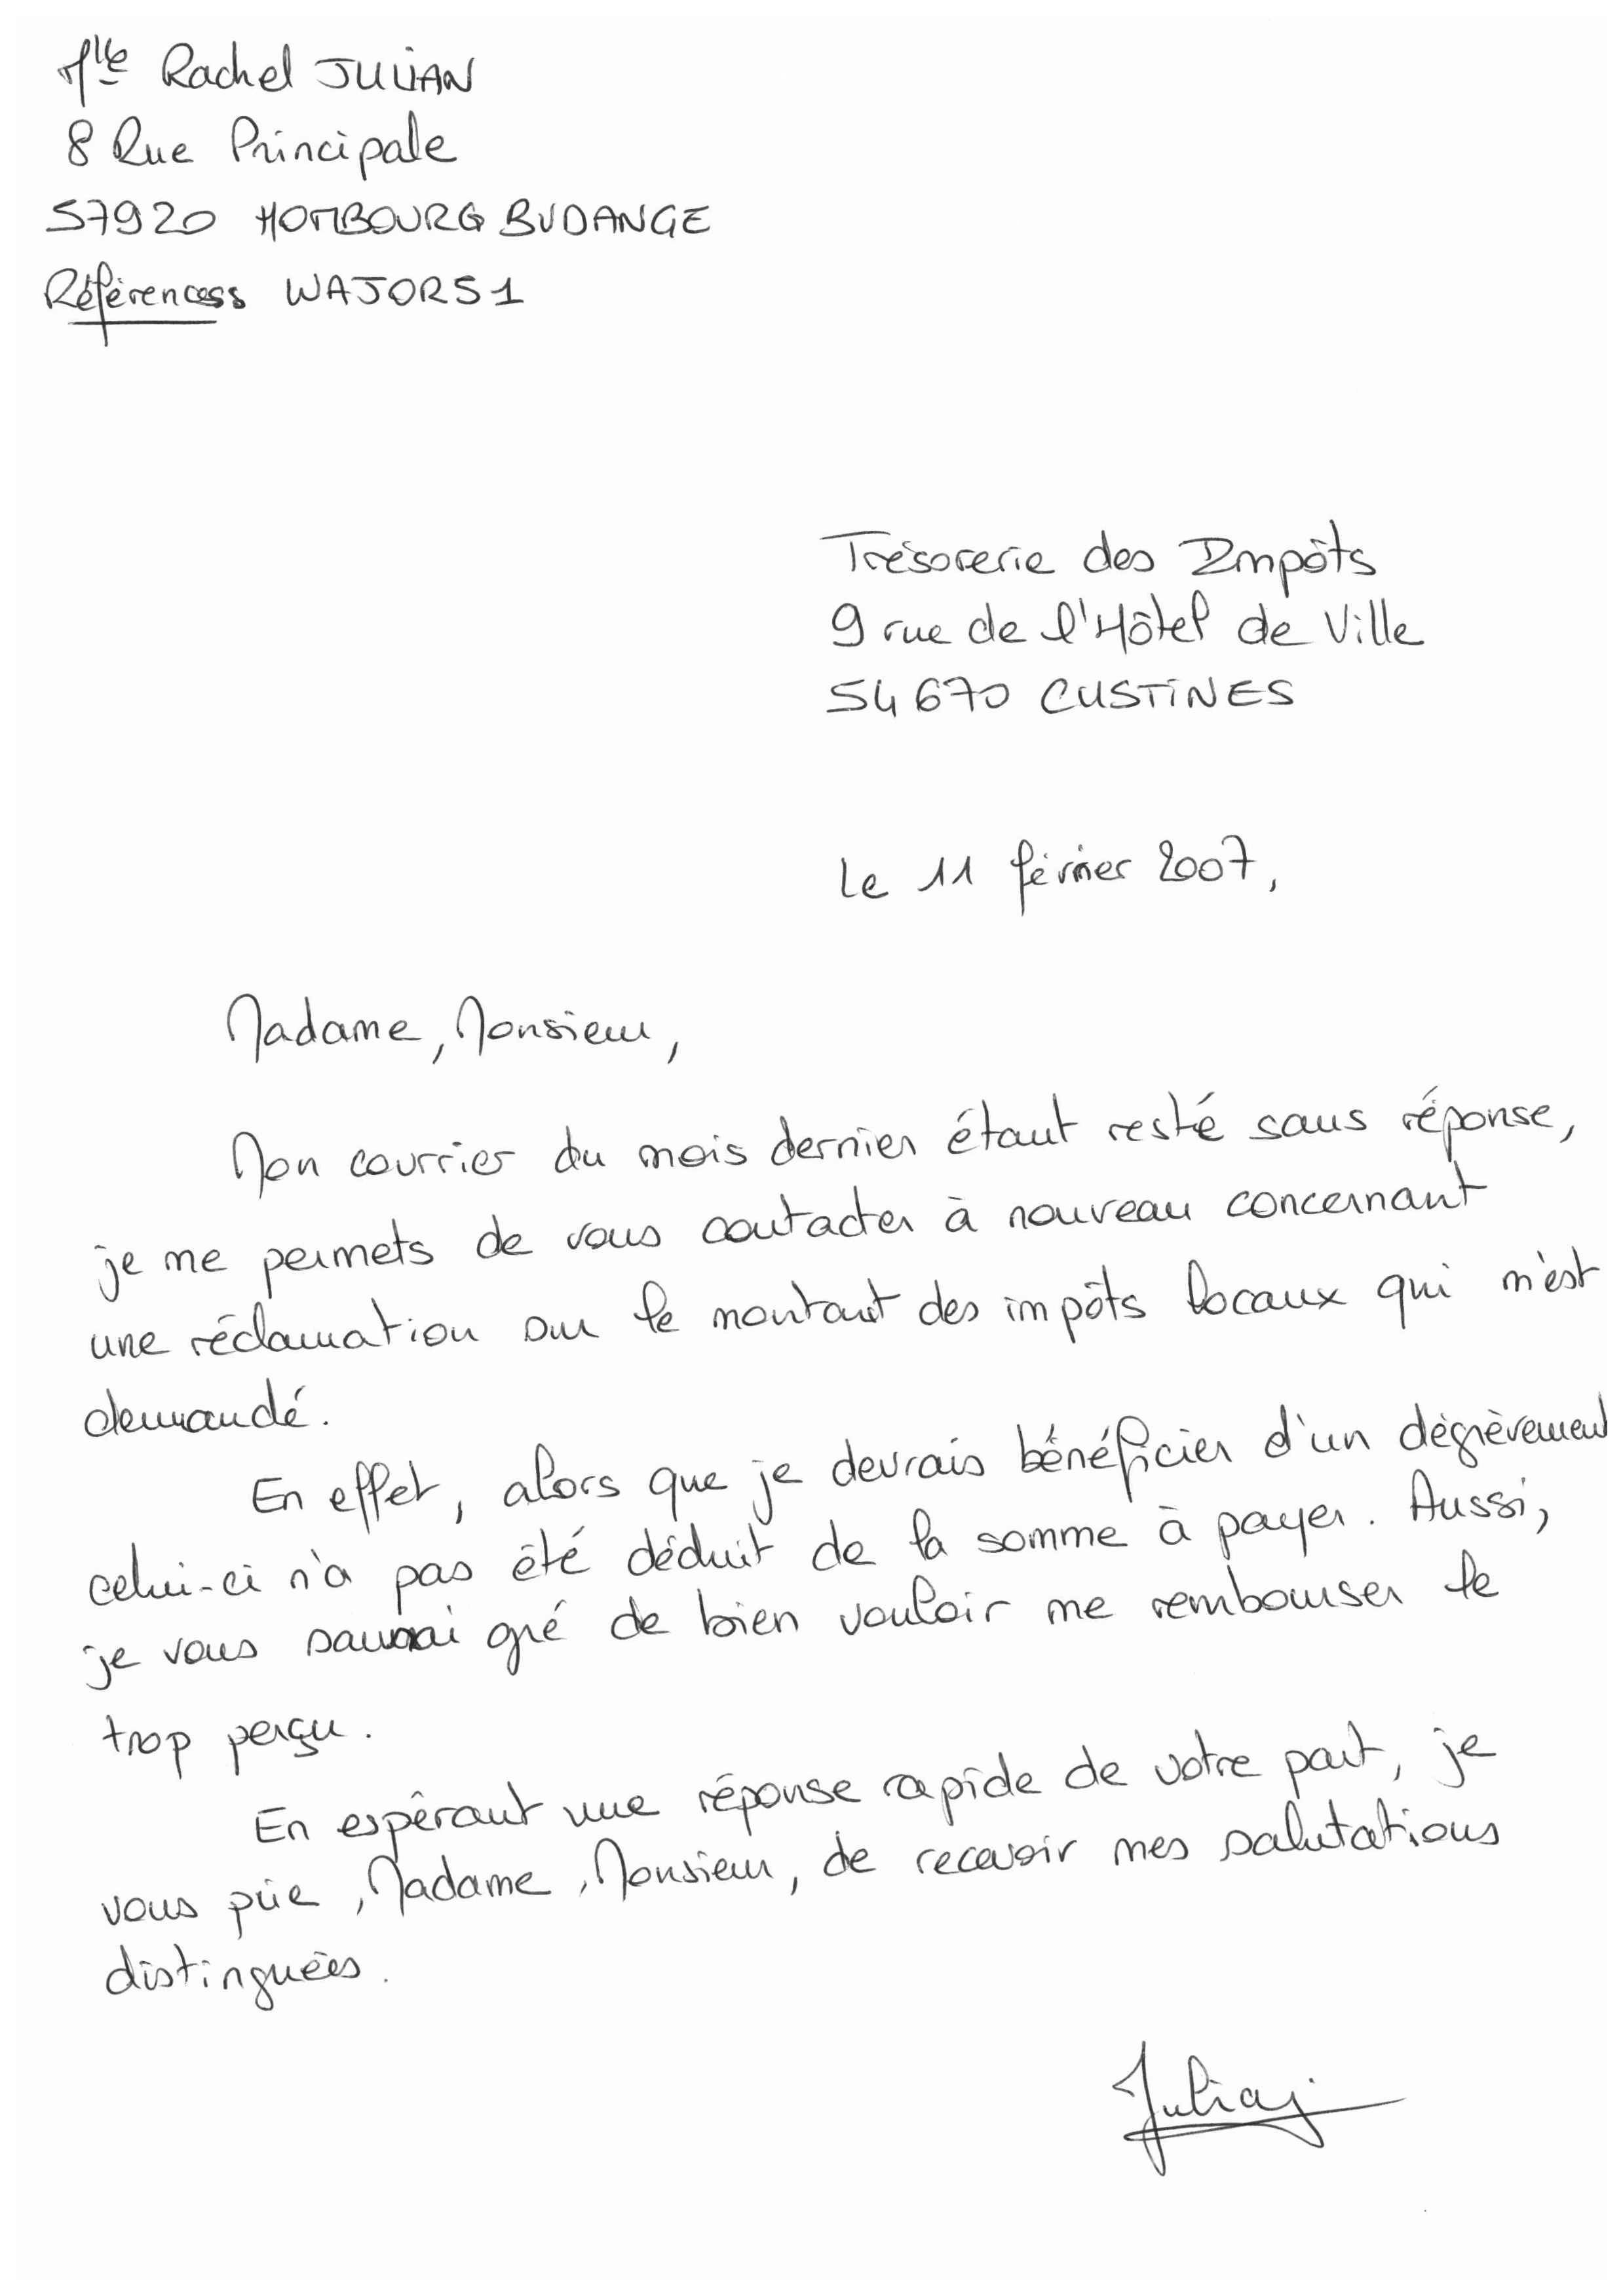 Mlle Rachel JULIAN
8 Rue Principale
57920 HOMBOURG BUDANGE
Références WAJORS1
Trésorerie des Impôts
9 rue de l'Hôtel de Ville
54670 CUSTINES
Le 11 février 2007,
Madame, Monsieur,
Mon courrier du mois dernier étant resté sans réponse,
je me permets de vous contacter à nouveau concernant
une réclamation sur le montant des impôts locaux qui m'est
demandé.
En effet, alors que je devrais bénéficier d'un dégrèvement
celui-ci n'a pas été déduit de la somme à payer. Aussi,
je vous saurai gré de bien vouloir me rembourser le
trop perçu.
En espérant une réponse rapide de votre part, je
vous prie, Madame, Monsieur, de recevoir mes salutations
distinguées.
Julian